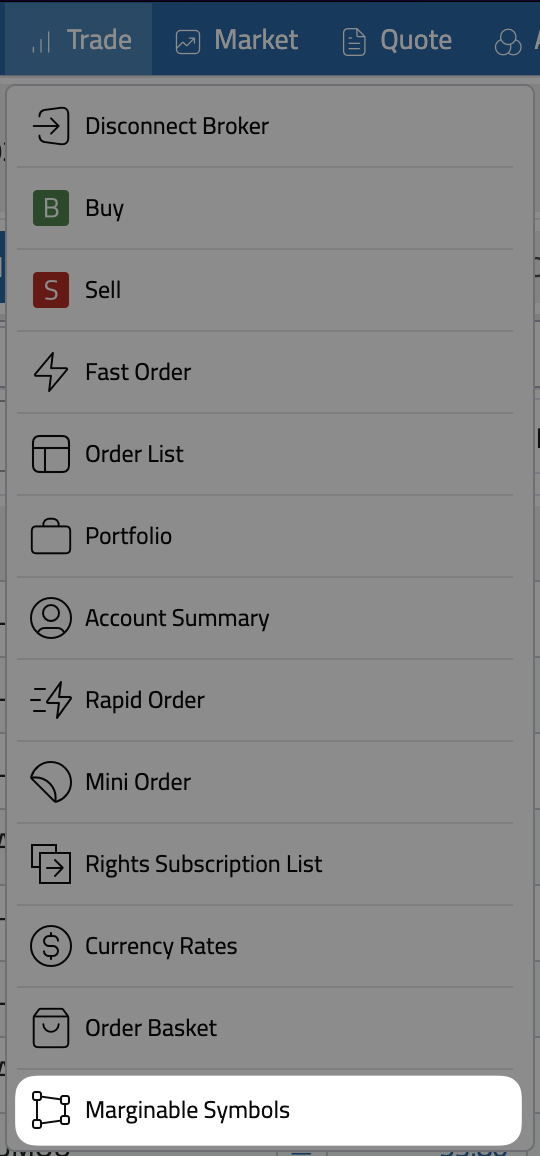 Trade Market Quote
Disconnect Broker
B Buy
S Sell
Fast Order
Order List
Portfolio
Account Summary
Rapid Order
Mini Order
Rights Subscription List
$ Currency Rates
Order Basket
Marginable Symbols